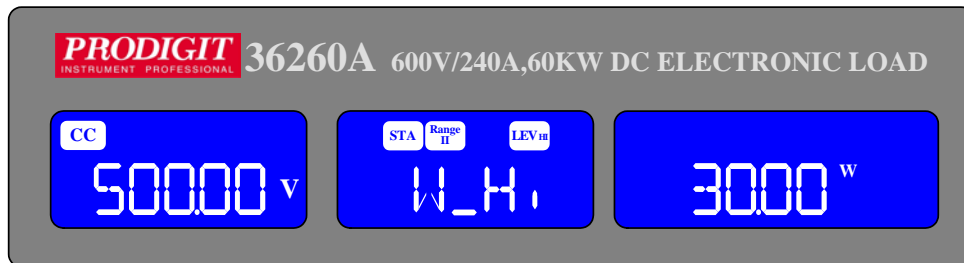 PRODIGIT
INSTRUMENT PROFESSIONAL
36260A 600V/240A,60KW DC ELECTRONIC LOAD
CC
500.00 V
STA Range II LEV HI
W_Hi
30.00 W